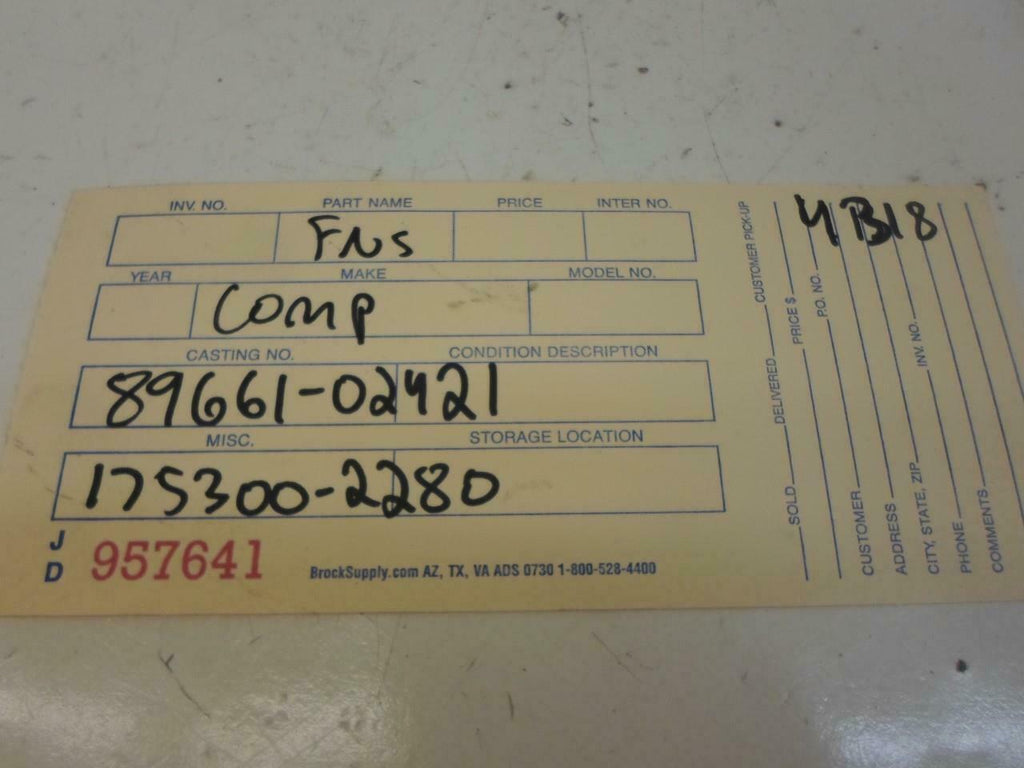 INV. NO. PART NAME PRICE INTER NO.
FNS
YEAR MAKE MODEL NO.
Comp
CASTING NO. CONDITION DESCRIPTION
89661-02421
MISC. STORAGE LOCATION
175300-2280
J D 957641
BrockSupply.com AZ, TX, VA ADS 0730 1-800-528-4400
4B18
SOLD DELIVERED CUSTOMER PICK-UP
PRICE $
P.O. NO.
CUSTOMER
ADDRESS
CITY, STATE, ZIP INV. NO.
PHONE
COMMENTS